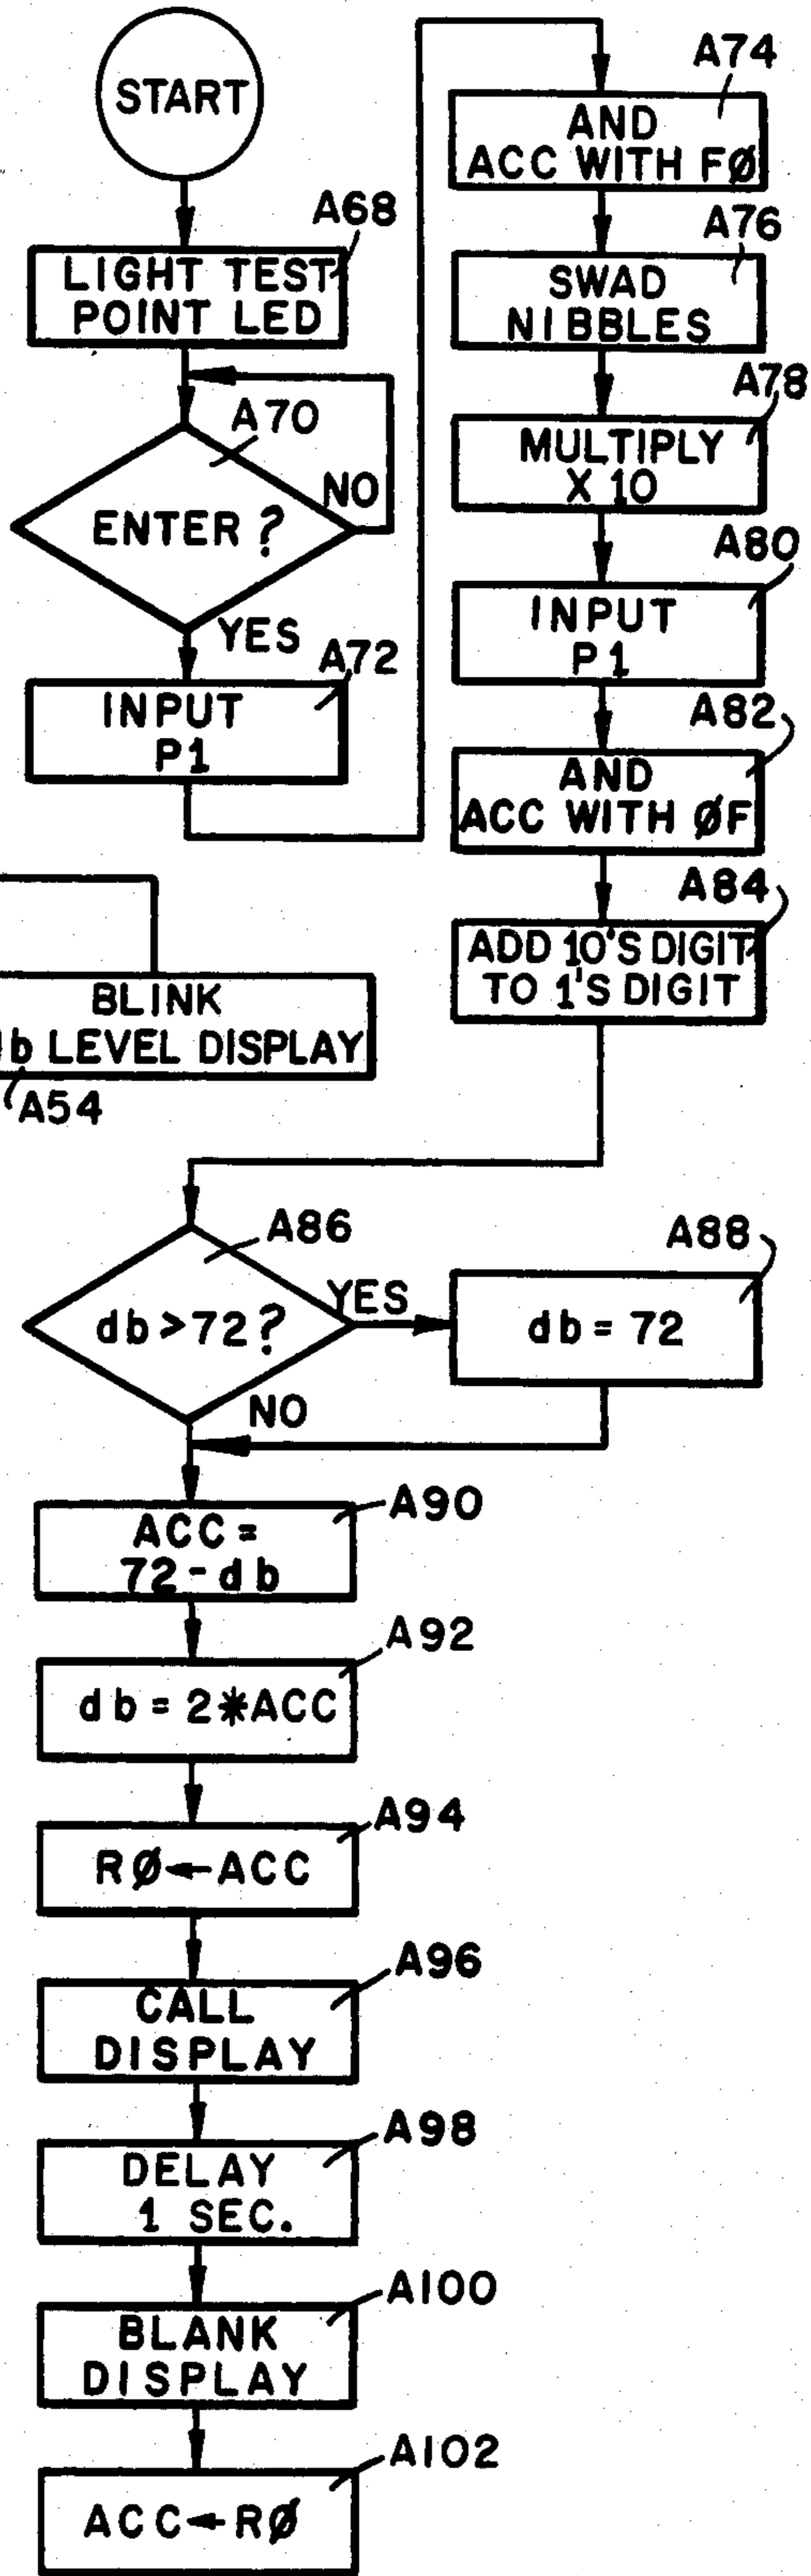 START
A68
LIGHT TEST
POINT LED
A70
ENTER ?
NO
YES
A72
INPUT
P1
A74
AND
ACC WITH FØ
A76
SWAD
NIBBLES
A78
MULTIPLY
X 10
A80
INPUT
P1
A82
AND
ACC WITH ØF
A84
ADD 10'S DIGIT
TO 1'S DIGIT
BLINK
b LEVEL DISPLAY
A54
A86
db > 72 ?
YES
NO
A88
db = 72
A90
ACC =
72 - db
A92
db = 2*ACC
A94
RØ←ACC
A96
CALL
DISPLAY
A98
DELAY
1 SEC.
A100
BLANK
DISPLAY
A102
ACC←RØ